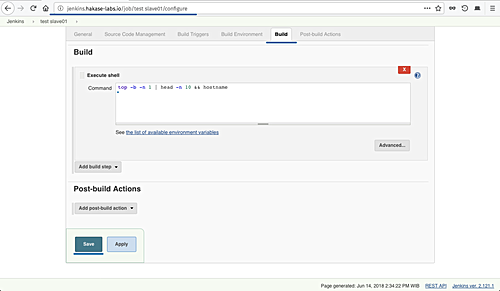 jenkins.hakase-labs.io/job/test slave01/configure
Jenkins › test slave01 ›
General Source Code Management Build Triggers Build Environment Build Post-build Actions
Build
Execute shell
X
Command
top -b -n 1 | head -n 10 && hostname
See the list of available environment variables
Advanced...
Add build step
Post-build Actions
Add post-build action
Save Apply
Page generated: Jun 14, 2018 2:34:22 PM WIB REST API Jenkins ver. 2.121.1